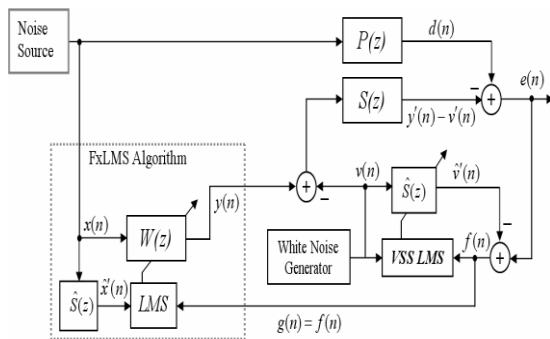 Noise
Source
P(z)
d(n)
e(n)
S(z)
y'(n) – v'(n)
FxLMS Algorithm
v(n)
Ŝ(z)
v̂'(n)
y(n)
x(n)
W(z)
f(n)
White Noise
Generator
VSS LMS
Ŝ(z)
x̂'(n)
LMS
g(n) = f(n)